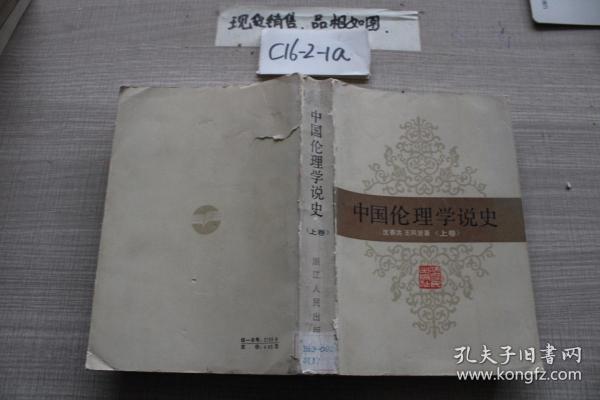 现货销售,品相如图.
C16-2-1a
中国伦理学说史
(上卷)
浙江人民出版
中国伦理学说史
沈善洪 王凤贤著 (上卷)
孔夫子旧书网
www.kongfz.com